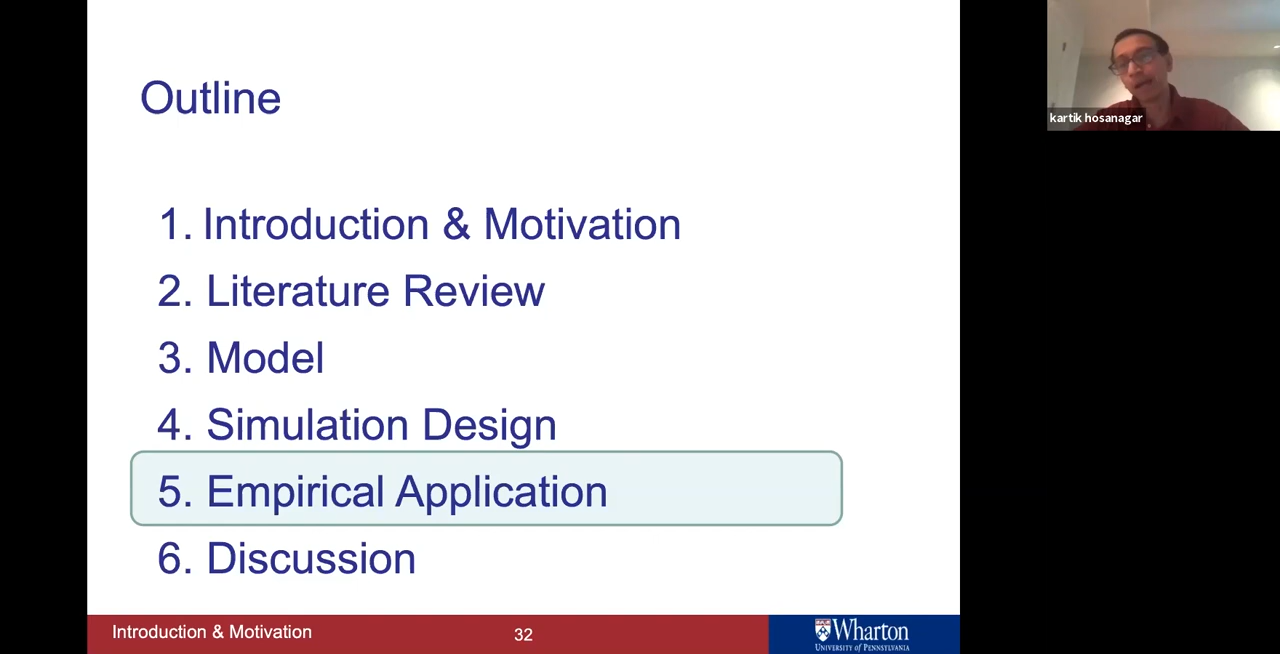 Outline
1. Introduction & Motivation
2. Literature Review
3. Model
4. Simulation Design
5. Empirical Application
6. Discussion
Introduction & Motivation
32
Wharton
UNIVERSITY of PENNSYLVANIA
kartik hosanagar